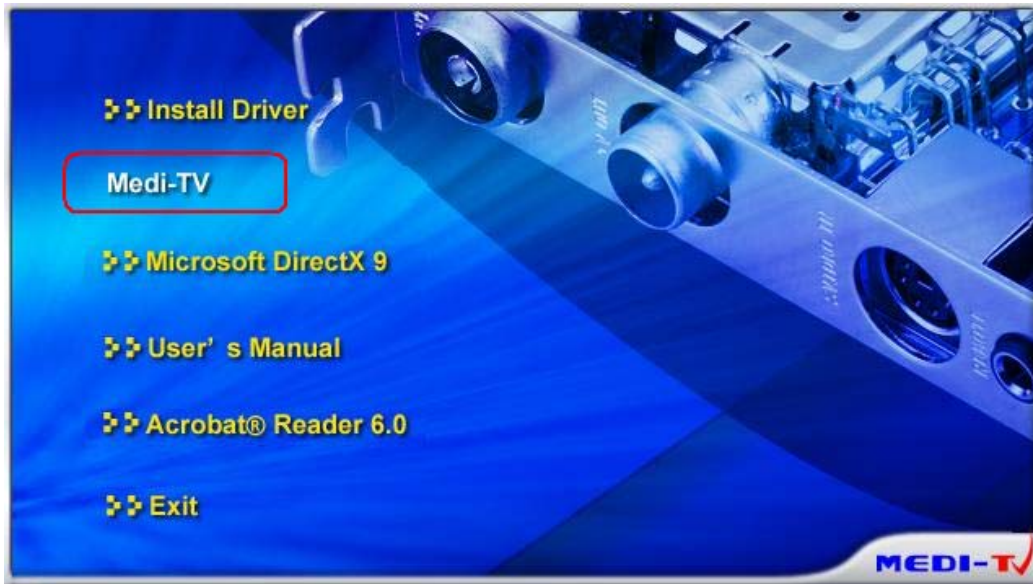 Install Driver
Medi-TV
Microsoft DirectX 9
User’s Manual
Acrobat® Reader 6.0
Exit
MEDI-TV